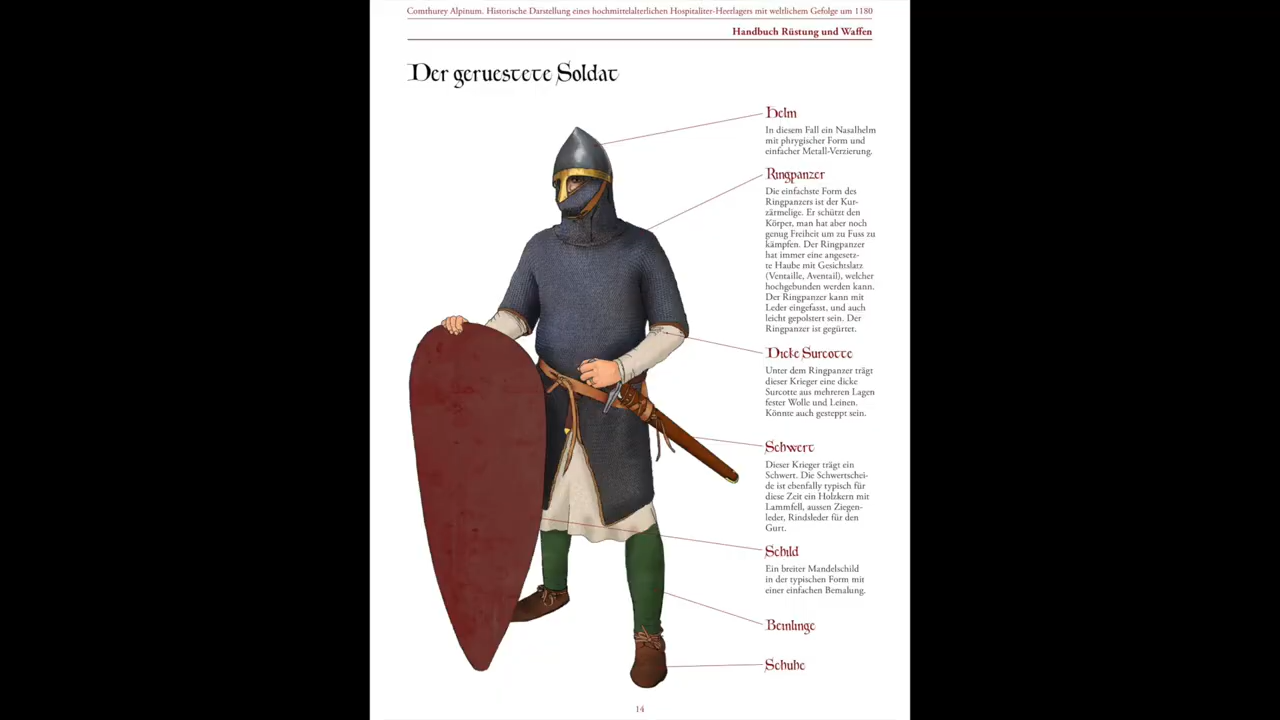 Comthurey Alpinum. Historische Darstellung eines hochmittelalterlichen Hospitaliter-Heerlagers mit weltlichem Gefolge um 1180
Handbuch Rüstung und Waffen
Der geruestete Soldat
Helm
In diesem Fall ein Nasalhelm
mit phrygischer Form und
einfacher Metall-Verzierung.
Ringpanzer
Die einfachste Form des
Ringpanzers ist der Kur-
zärmelige. Er schützt den
Körper, man hat aber noch
genug Freiheit um zu Fuss zu
kämpfen. Der Ringpanzer
hat immer eine angesetz-
te Haube mit Gesichtslatz
(Ventaille, Aventail), welcher
hochgebunden werden kann.
Der Ringpanzer kann mit
Leder eingefasst, und auch
leicht gepolstert sein. Der
Ringpanzer ist gegürtet.
Dicke Surcotte
Unter dem Ringpanzer trägt
dieser Krieger eine dicke
Surcotte aus mehreren Lagen
fester Wolle und Leinen.
Könnte auch gesteppt sein.
Schwert
Dieser Krieger trägt ein
Schwert. Die Schwertschei-
de ist ebenfally typisch für
diese Zeit ein Holzkern mit
Lammfell, aussen Ziegen-
leder, Rindsleder für den
Gurt.
Schild
Ein breiter Mandelschild
in der typischen Form mit
einer einfachen Bemalung.
Beinlinge
Schuhe
14